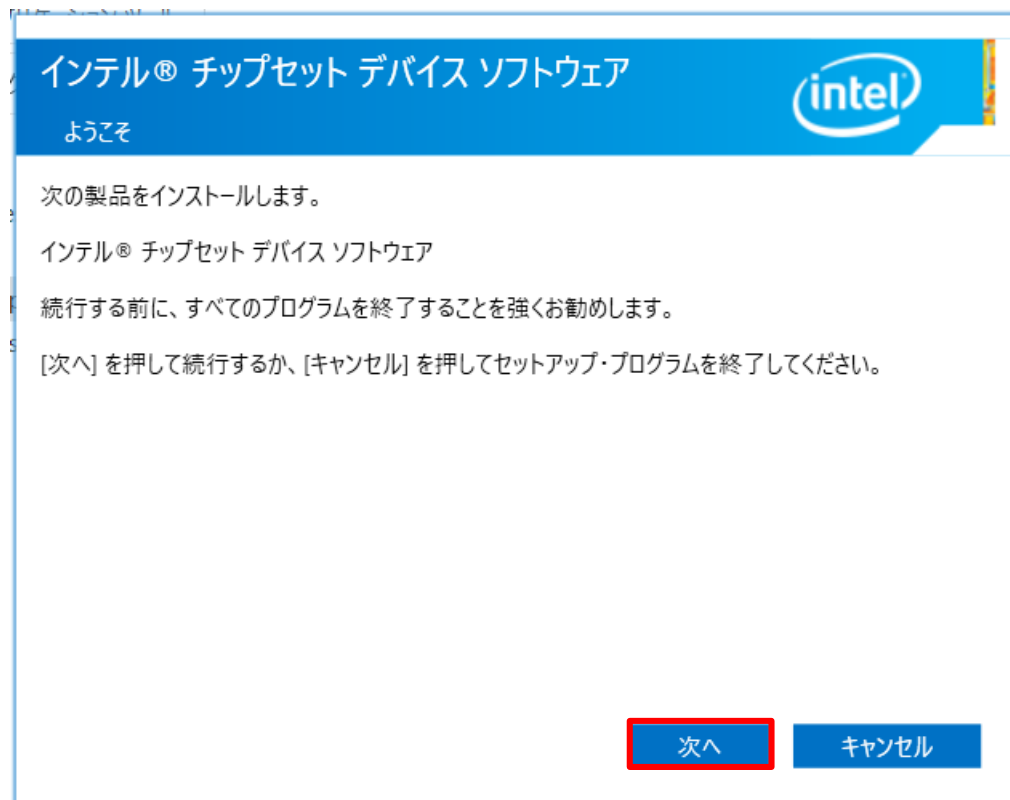 インテル® チップセット デバイス ソフトウェア
intel
ようこそ
次の製品をインストールします。
インテル® チップセット デバイス ソフトウェア
続行する前に、すべてのプログラムを終了することを強くお勧めします。
[次へ] を押して続行するか、[キャンセル] を押してセットアップ・プログラムを終了してください。
次へ
キャンセル